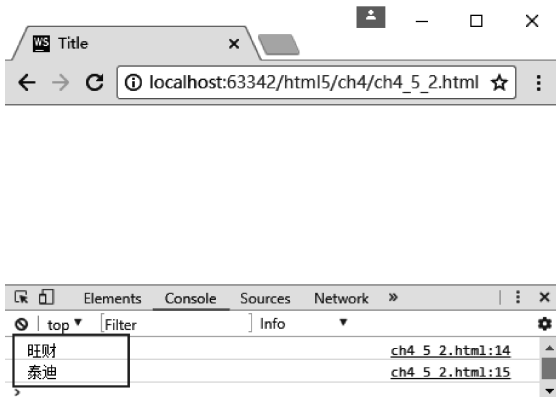 WS Title
localhost:63342/html5/ch4/ch4_5_2.html
Elements Console Sources Network »
top Filter Info
旺财 ch4_5_2.html:14
泰迪 ch4_5_2.html:15